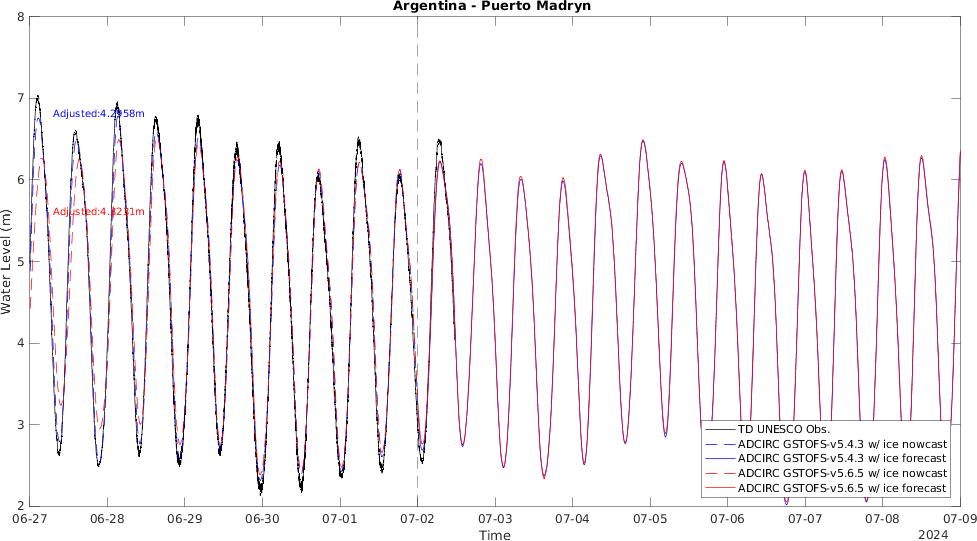 Argentina - Puerto Madryn
8
7
6
5
4
3
2
Water Level (m)
Adjusted:4.2958m
Adjusted:4.3231m
TD UNESCO Obs.
ADCIRC GSTOFS-v5.4.3 w/ ice nowcast
ADCIRC GSTOFS-v5.4.3 w/ ice forecast
ADCIRC GSTOFS-v5.6.5 w/ ice nowcast
ADCIRC GSTOFS-v5.6.5 w/ ice forecast
06-27 06-28 06-29 06-30 07-01 07-02 07-03 07-04 07-05 07-06 07-07 07-08 07-09
Time
2024